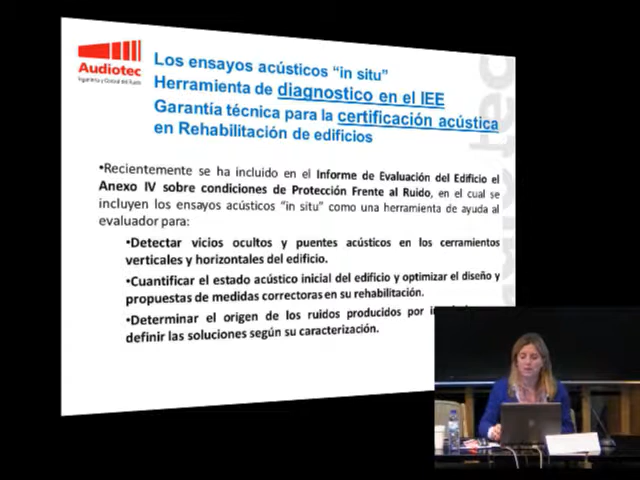 Audiotec
Ingeniería y Control del Ruido
Los ensayos acústicos “in situ”
Herramienta de diagnostico en el IEE
Garantía técnica para la certificación acústica
en Rehabilitación de edificios
•Recientemente se ha incluido en el Informe de Evaluación del Edificio el
Anexo IV sobre condiciones de Protección Frente al Ruido, en el cual se
incluyen los ensayos acústicos “in situ” como una herramienta de ayuda al
evaluador para:
•Detectar vicios ocultos y puentes acústicos en los cerramientos
verticales y horizontales del edificio.
•Cuantificar el estado acústico inicial del edificio y optimizar el diseño y
propuestas de medidas correctoras en su rehabilitación.
•Determinar el origen de los ruidos producidos por
definir las soluciones según su caracterización.